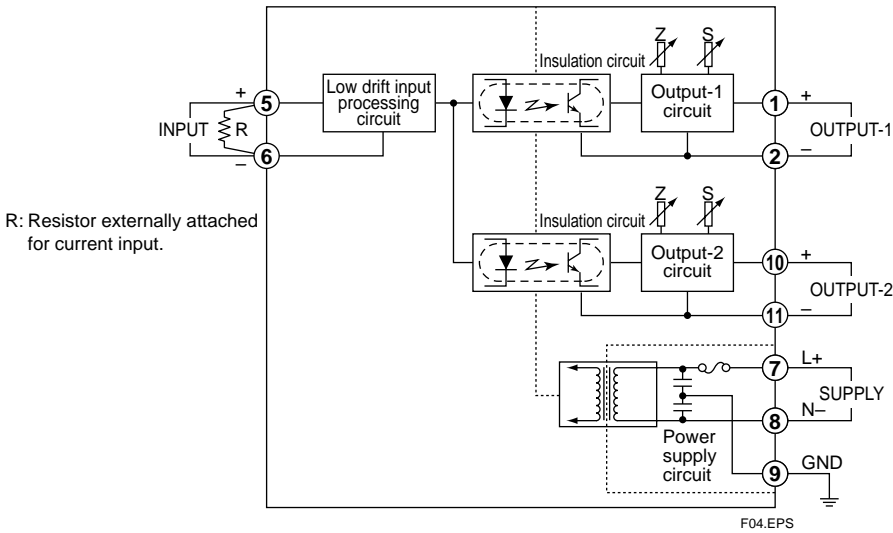 Z S
Insulation circuit
+
5
Low drift input
processing
circuit
Output-1
circuit
1
+
INPUT
R
OUTPUT-1
6
–
2
–
R: Resistor externally attached
for current input.
Z S
Insulation circuit
Output-2
circuit
10
+
OUTPUT-2
11
–
7
L+
SUPPLY
8
N–
Power
supply
circuit
9
GND
F04.EPS